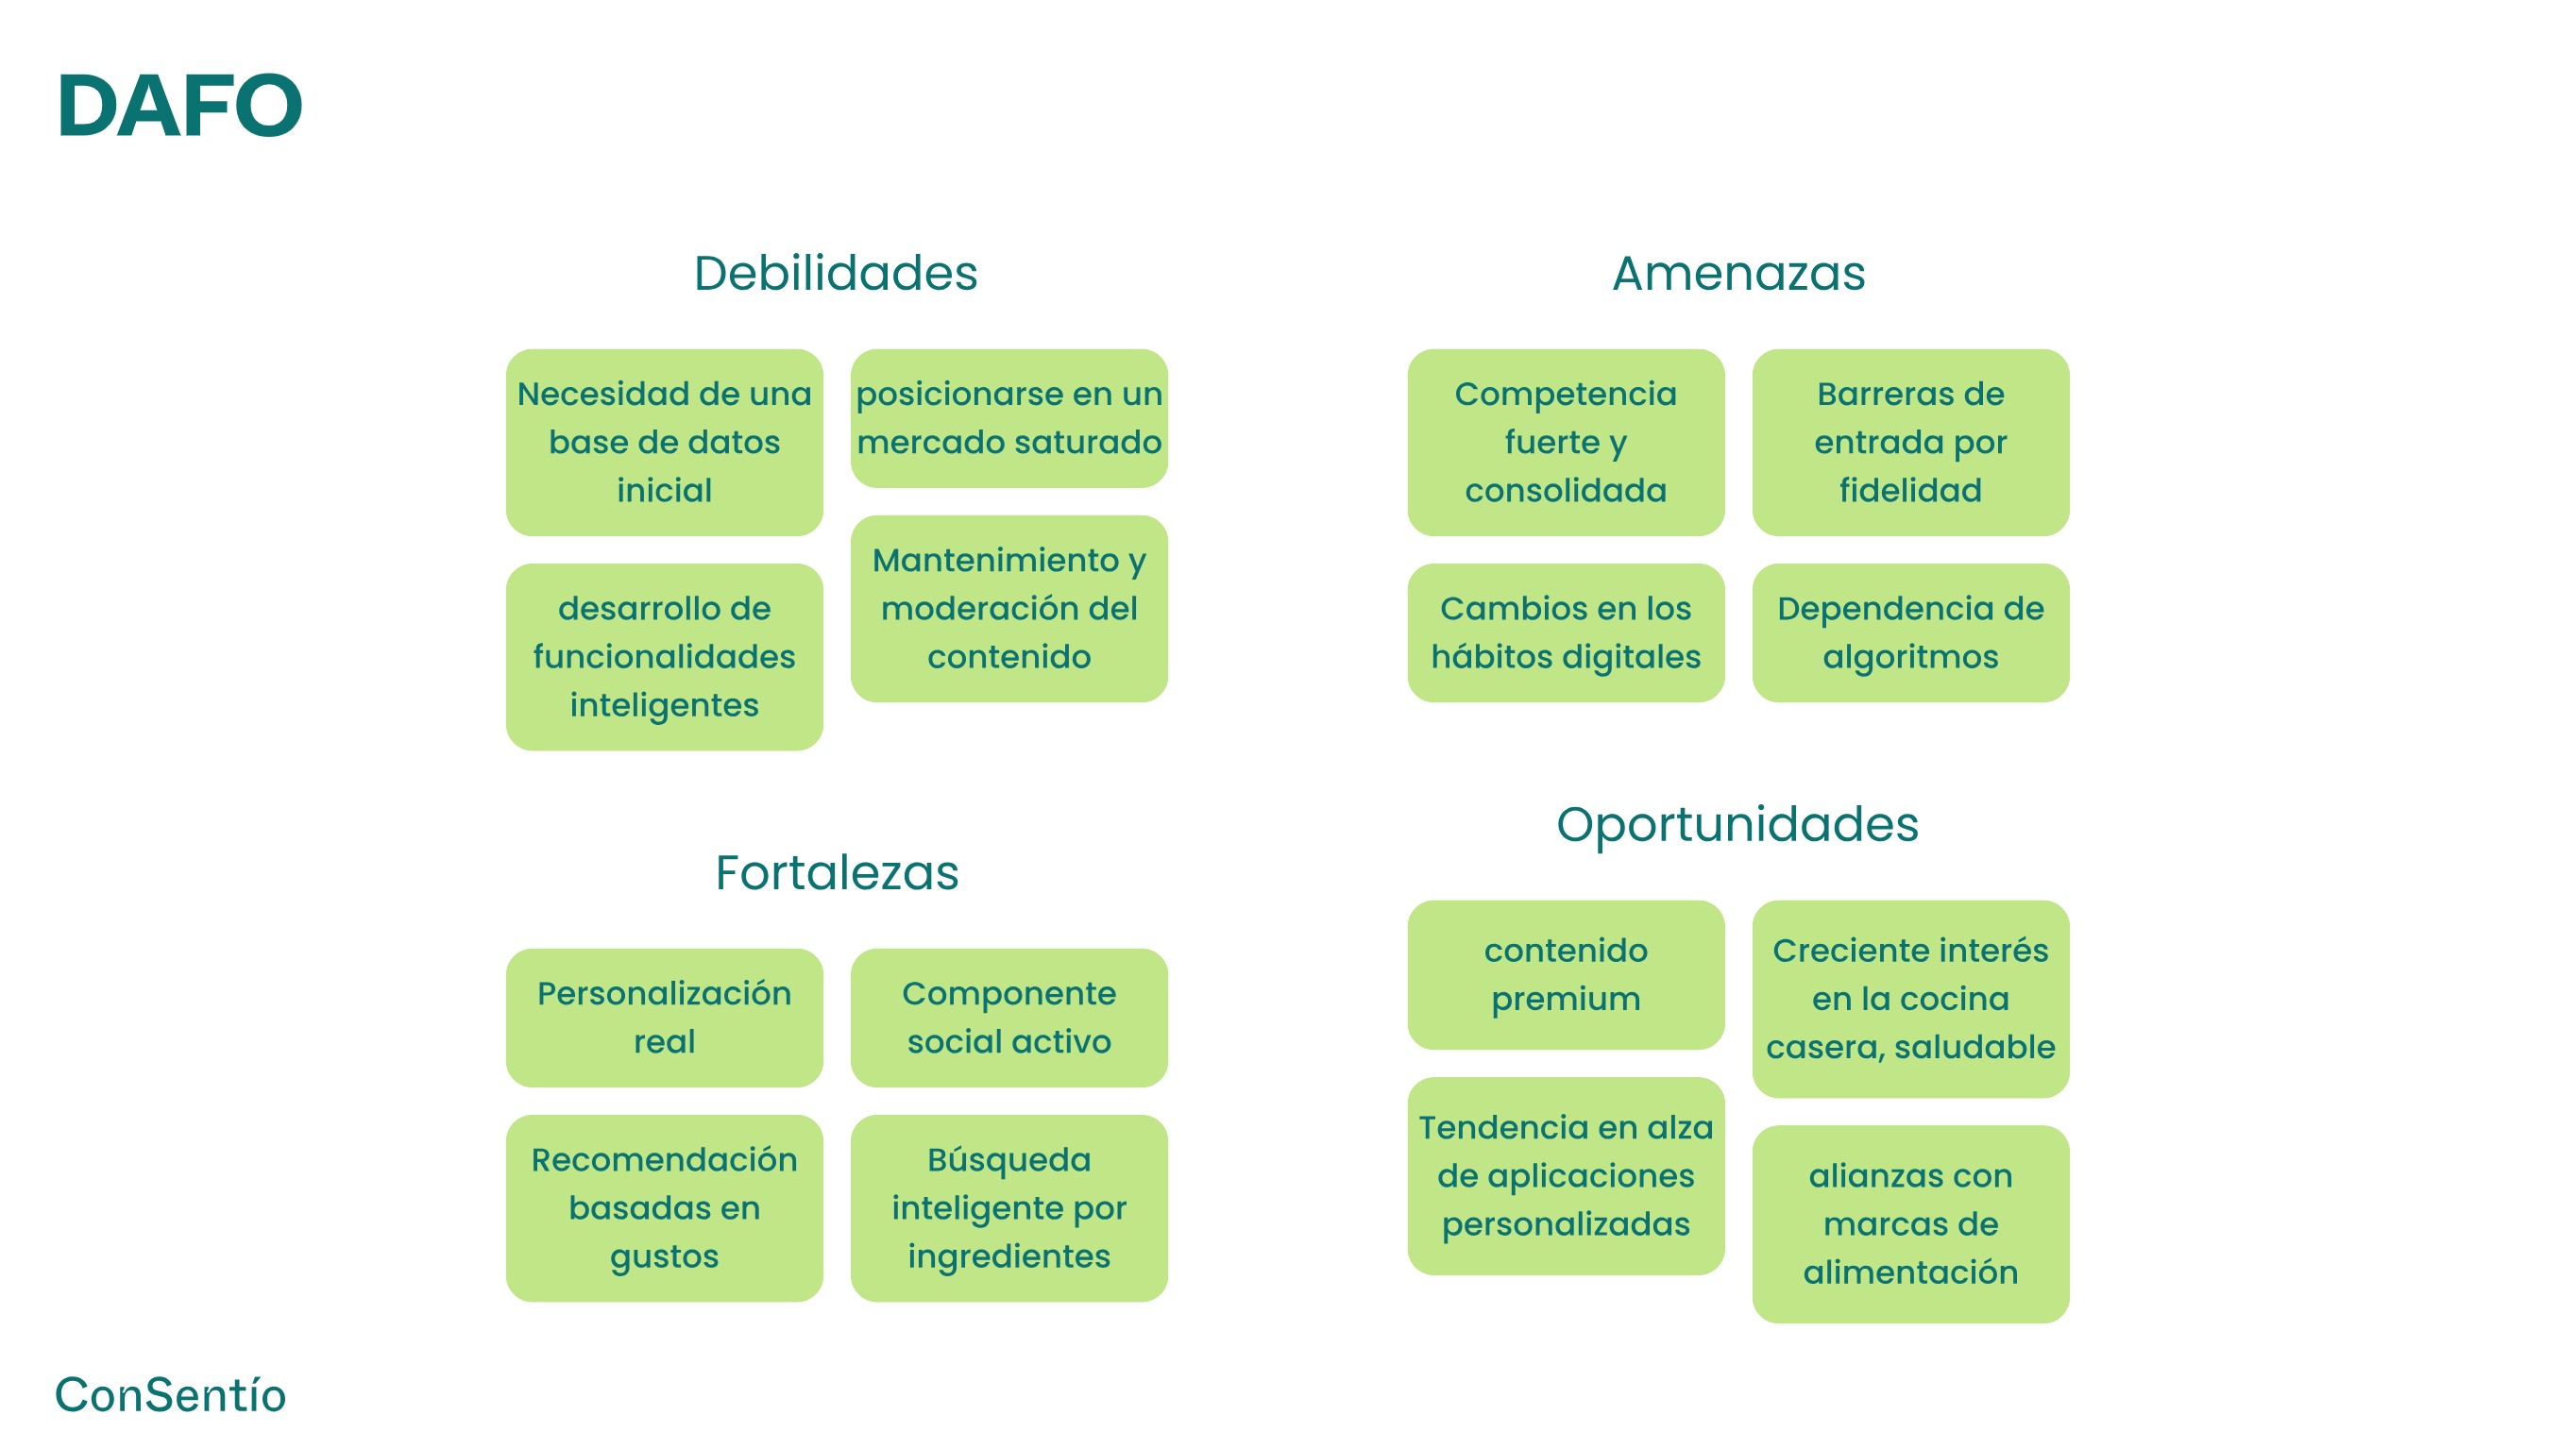 DAFO
Debilidades
Necesidad de una
base de datos
inicial
posicionarse en un
mercado saturado
desarrollo de
funcionalidades
inteligentes
Mantenimiento y
moderación del
contenido
Amenazas
Competencia
fuerte y
consolidada
Barreras de
entrada por
fidelidad
Cambios en los
hábitos digitales
Dependencia de
algoritmos
Fortalezas
Personalización
real
Componente
social activo
Recomendación
basadas en
gustos
Búsqueda
inteligente por
ingredientes
Oportunidades
contenido
premium
Creciente interés
en la cocina
casera, saludable
Tendencia en alza
de aplicaciones
personalizadas
alianzas con
marcas de
alimentación
ConSentío